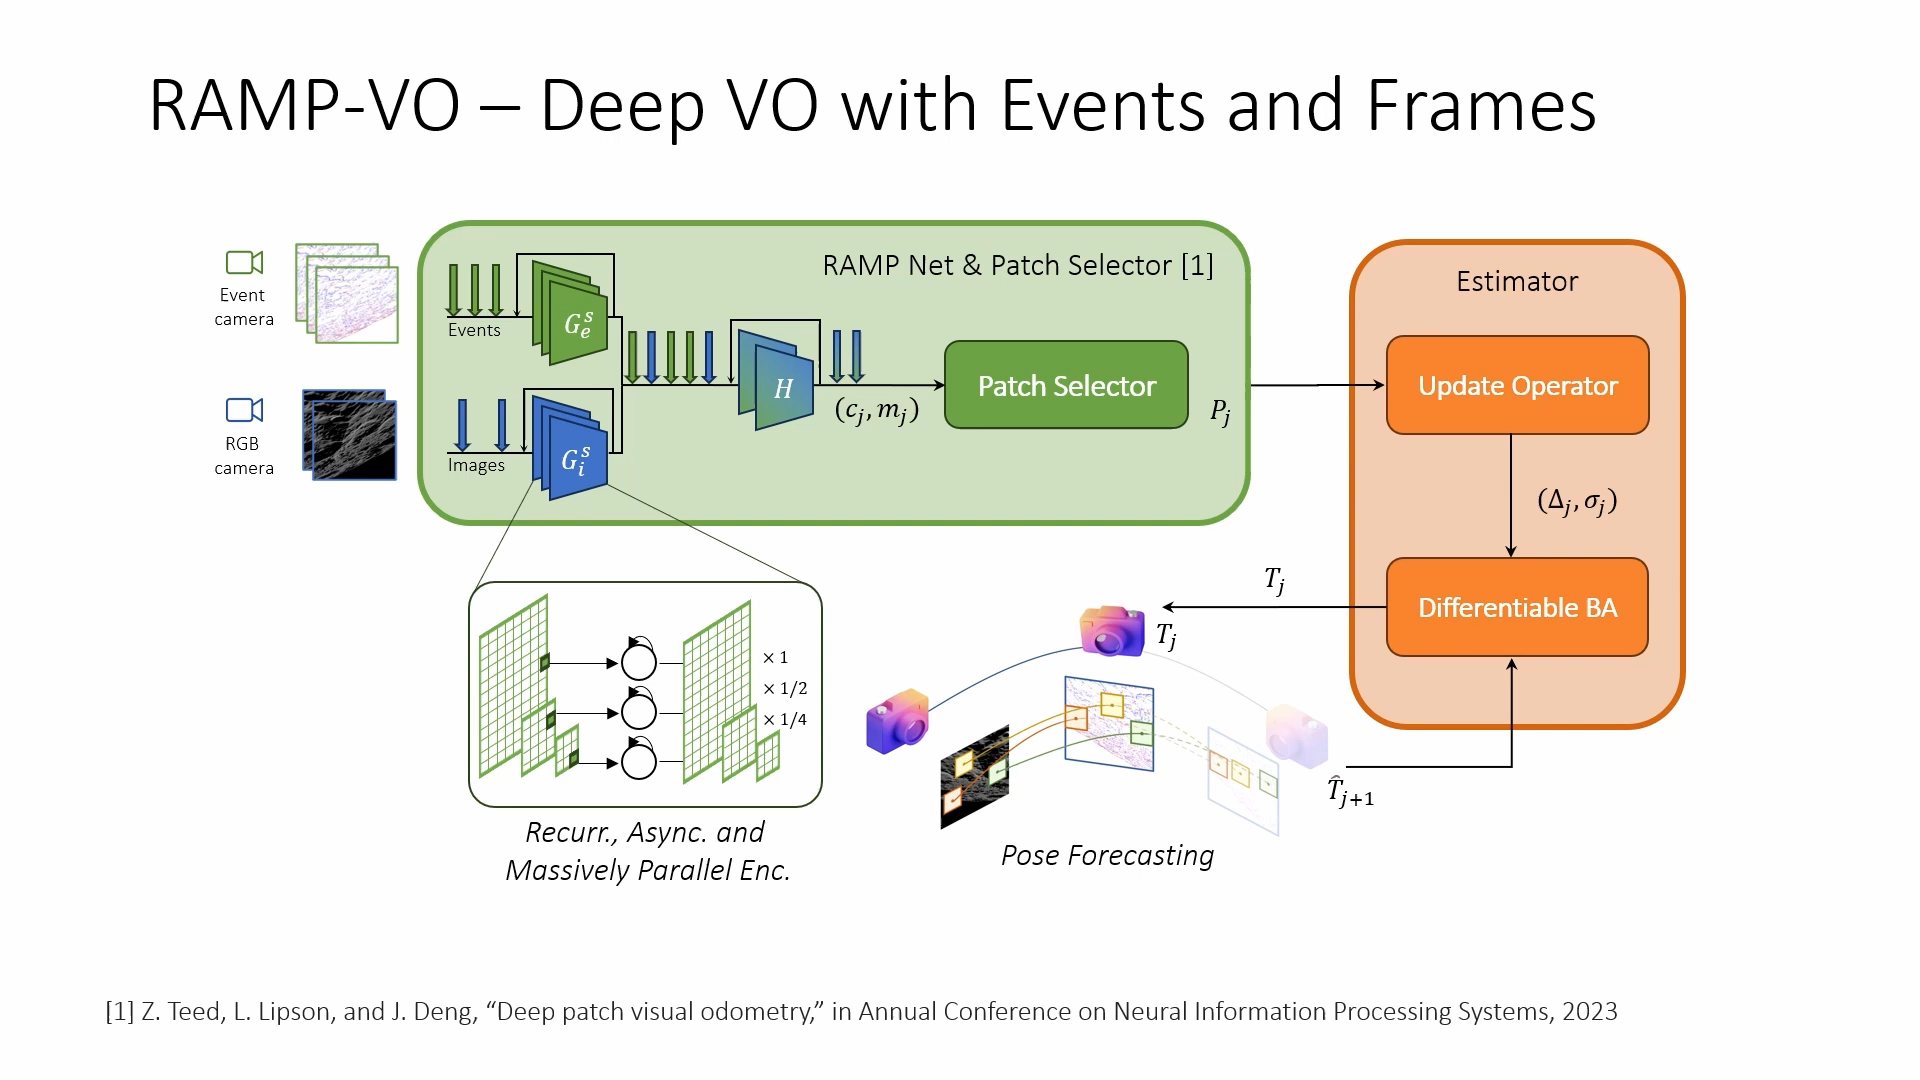 RAMP-VO – Deep VO with Events and Frames
Event
camera
RGB
camera
RAMP Net & Patch Selector [1]
Events
Images
G_e^s
G_i^s
H
(c_j, m_j)
Patch Selector
P_j
Estimator
Update Operator
(Δ_j, σ_j)
Differentiable BA
T_j
T_j
T̂_{j+1}
× 1
× 1/2
× 1/4
Recurr., Async. and
Massively Parallel Enc.
Pose Forecasting
[1] Z. Teed, L. Lipson, and J. Deng, “Deep patch visual odometry,” in Annual Conference on Neural Information Processing Systems, 2023